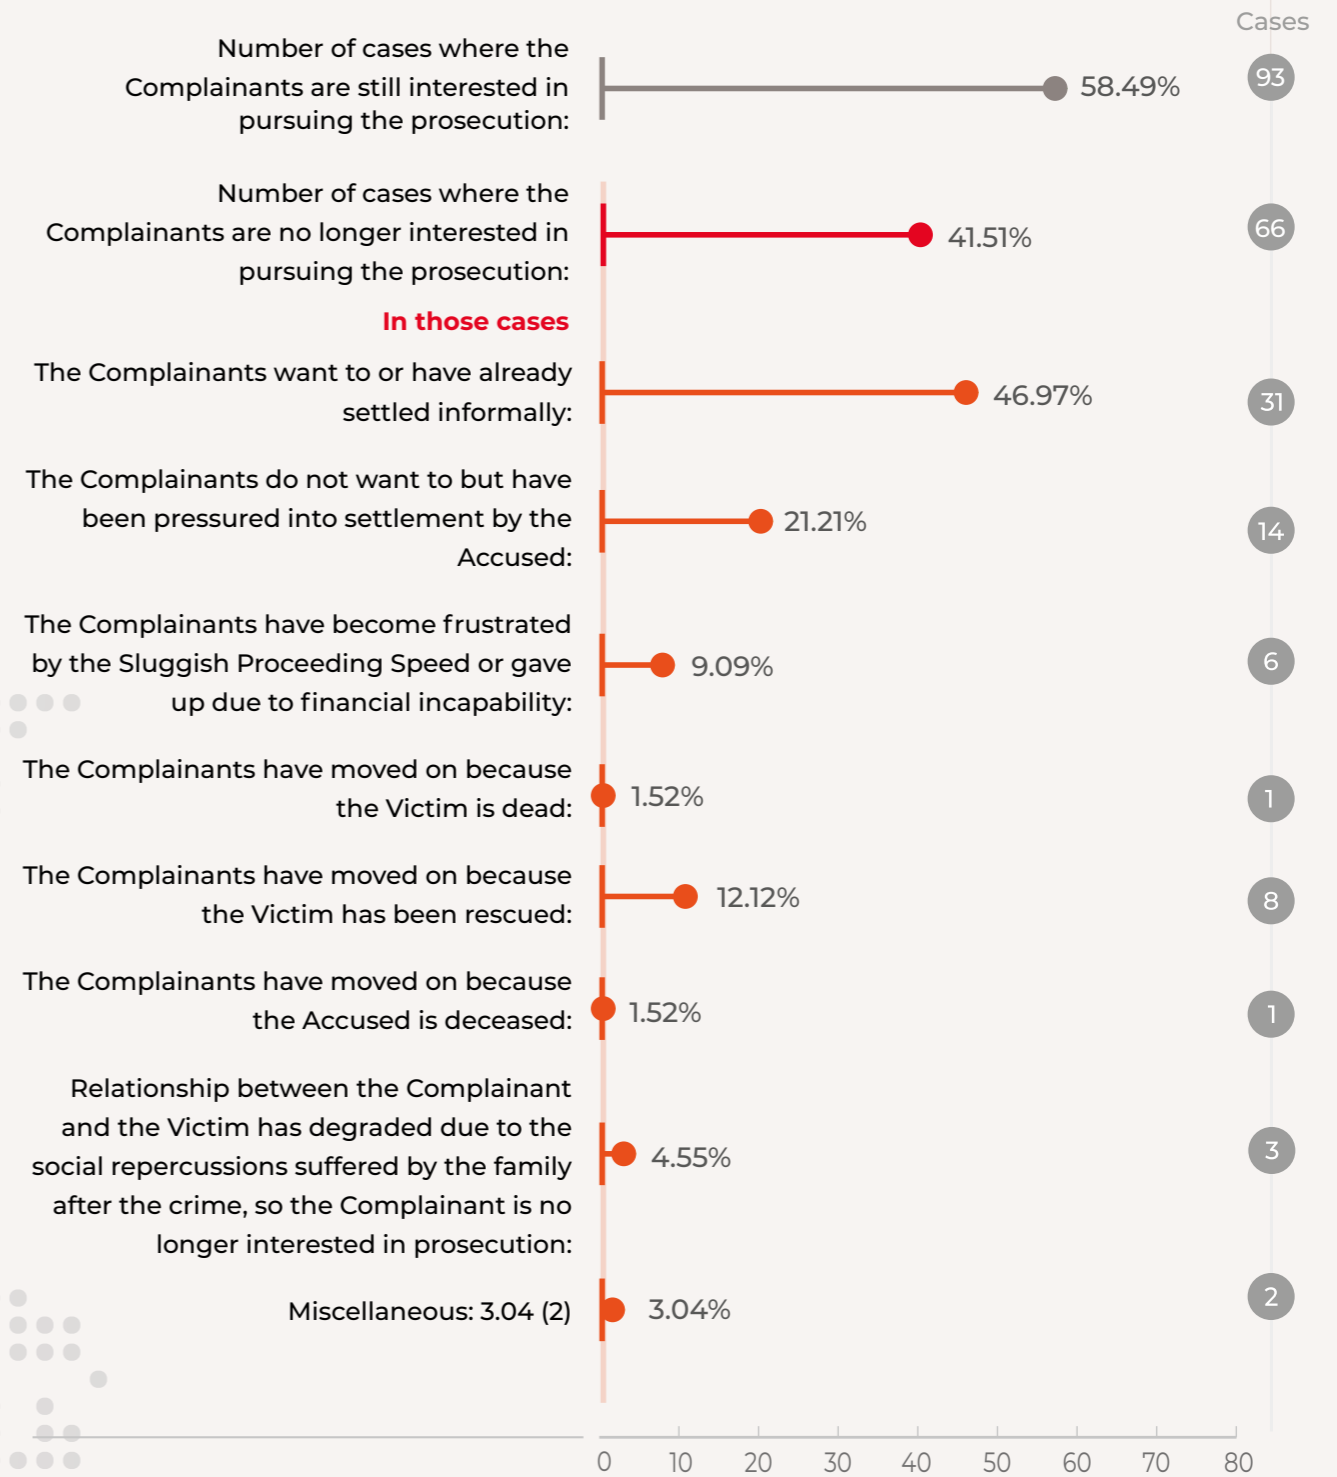 Cases
Number of cases where the
Complainants are still interested in
pursuing the prosecution:
58.49%
93
Number of cases where the
Complainants are no longer interested in
pursuing the prosecution:
41.51%
66
In those cases
The Complainants want to or have already
settled informally:
46.97%
31
The Complainants do not want to but have
been pressured into settlement by the
Accused:
21.21%
14
The Complainants have become frustrated
by the Sluggish Proceeding Speed or gave
up due to financial incapability:
9.09%
6
The Complainants have moved on because
the Victim is dead:
1.52%
1
The Complainants have moved on because
the Victim has been rescued:
12.12%
8
The Complainants have moved on because
the Accused is deceased:
1.52%
1
Relationship between the Complainant
and the Victim has degraded due to the
social repercussions suffered by the family
after the crime, so the Complainant is no
longer interested in prosecution:
4.55%
3
Miscellaneous: 3.04 (2)
3.04%
2
0 10 20 30 40 50 60 70 80